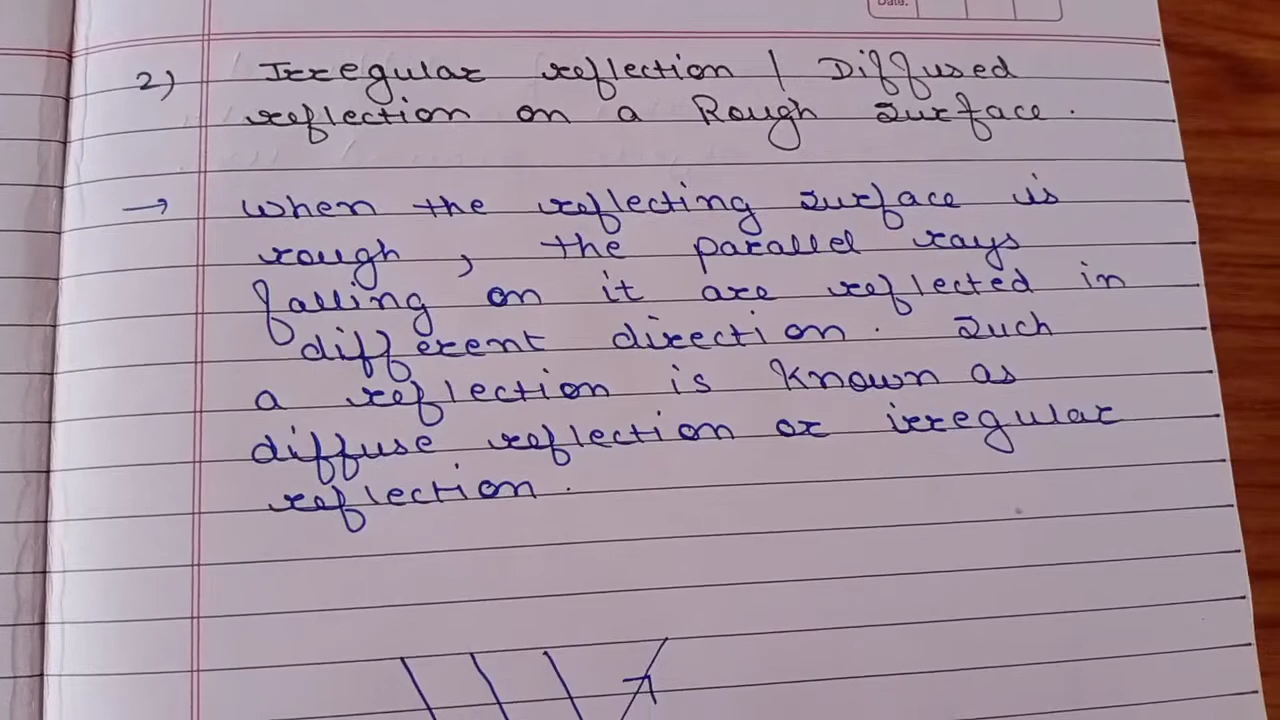 Date:
2) Irregular reflection / Diffused
reflection on a Rough surface.
→ When the reflecting surface is
rough, the parallel rays
falling on it are reflected in
different direction. Such
a reflection is known as
diffuse reflection or irregular
reflection.